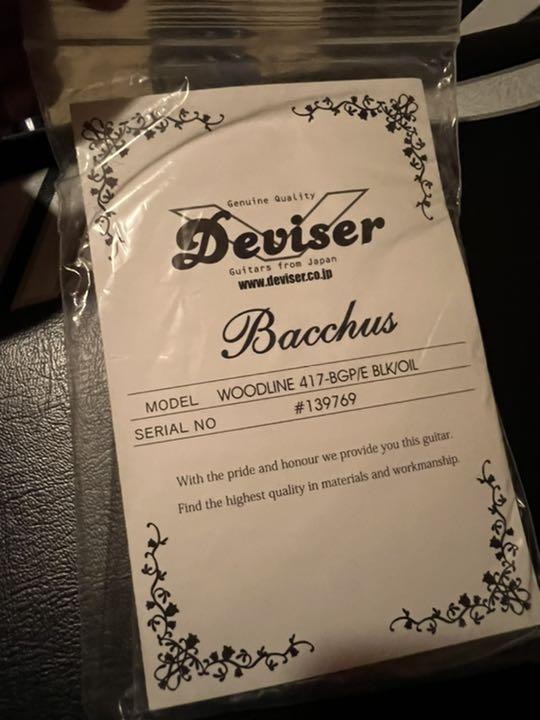 Genuine Quality
Deviser
Guitars from Japan
www.deviser.co.jp
Bacchus
MODEL WOODLINE 417-BGP/E BLK/OIL
SERIAL NO #139769
With the pride and honour we provide you this guitar.
Find the highest quality in materials and workmanship.